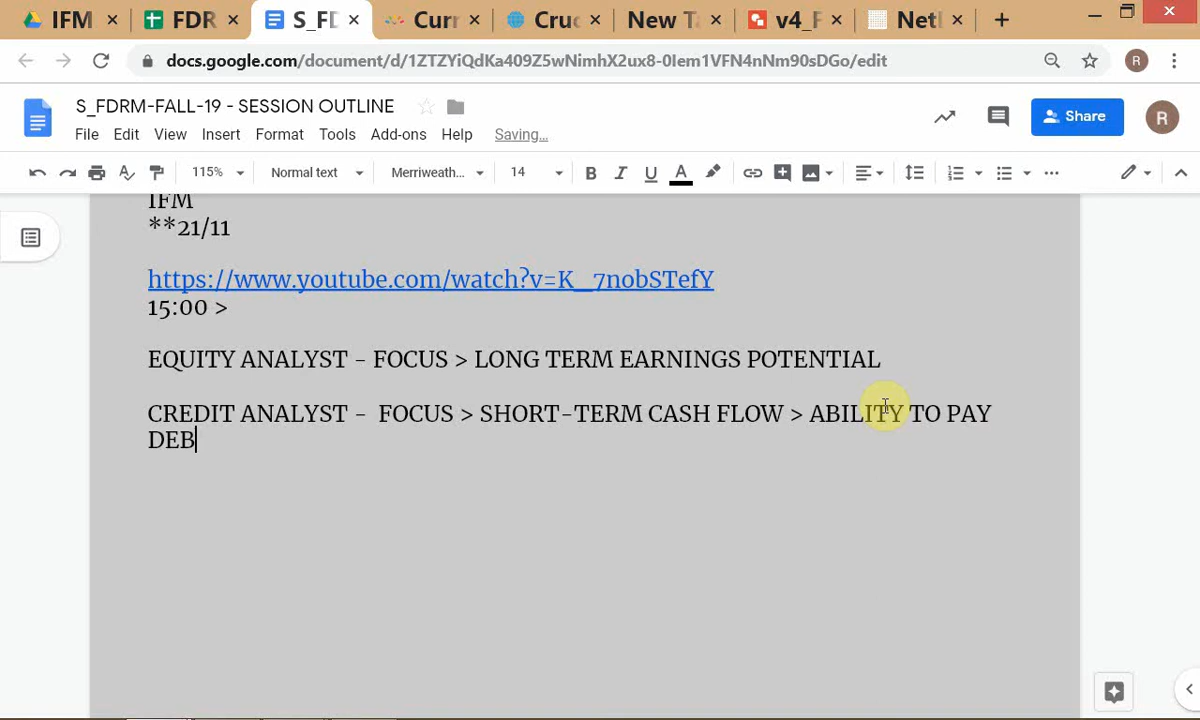 IFM
FDR
S_FD
Curr
Cruc
New Ta
v4_F
Netl
docs.google.com/document/d/1ZTZYiQdKa409Z5wNimhX2ux8-0Iem1VFN4nNm90sDGo/edit
R
S_FDRM-FALL-19 - SESSION OUTLINE
File Edit View Insert Format Tools Add-ons Help Saving...
Share
R
115% Normal text Merriweath... 14 B I U A
IFM
**21/11
https://www.youtube.com/watch?v=K_7nobSTefY
15:00 >
EQUITY ANALYST - FOCUS > LONG TERM EARNINGS POTENTIAL
CREDIT ANALYST - FOCUS > SHORT-TERM CASH FLOW > ABILITY TO PAY
DEB